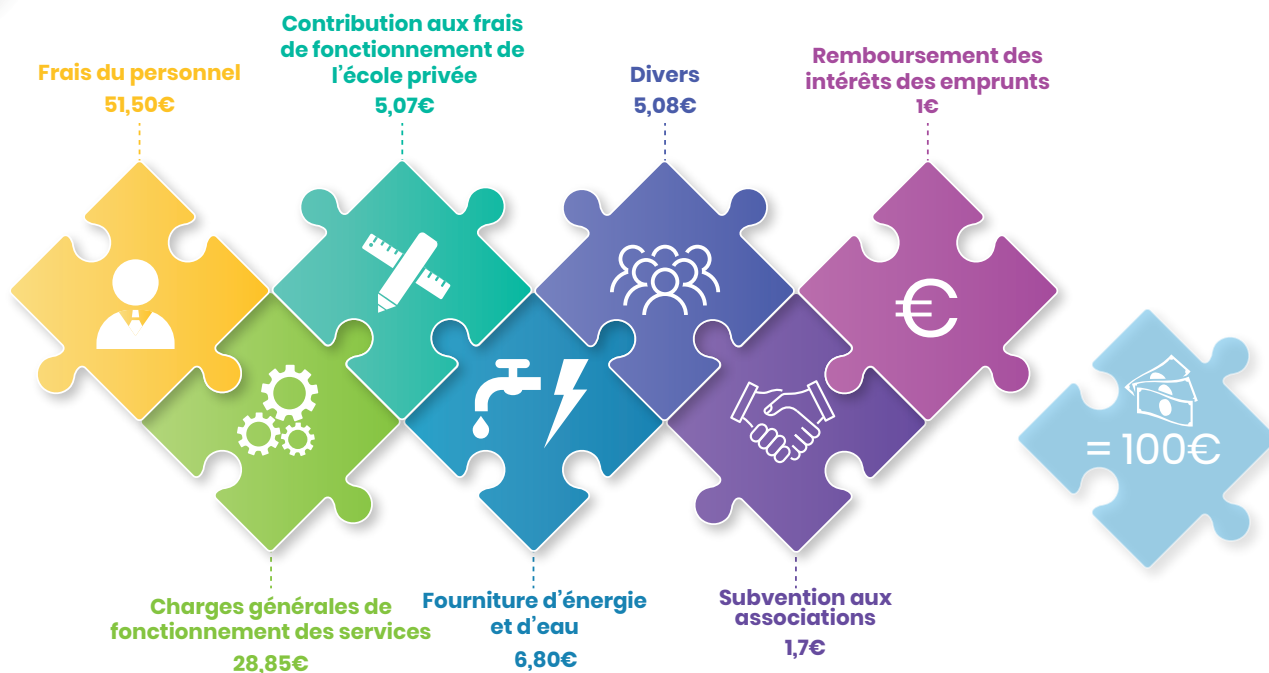 Frais du personnel
51,50€
Contribution aux frais
de fonctionnement de
l'école privée
5,07€
Divers
5,08€
Remboursement des
intérêts des emprunts
1€
€
= 100€
Charges générales de
fonctionnement des services
28,85€
Fourniture d'énergie
et d'eau
6,80€
Subvention aux
associations
1,7€